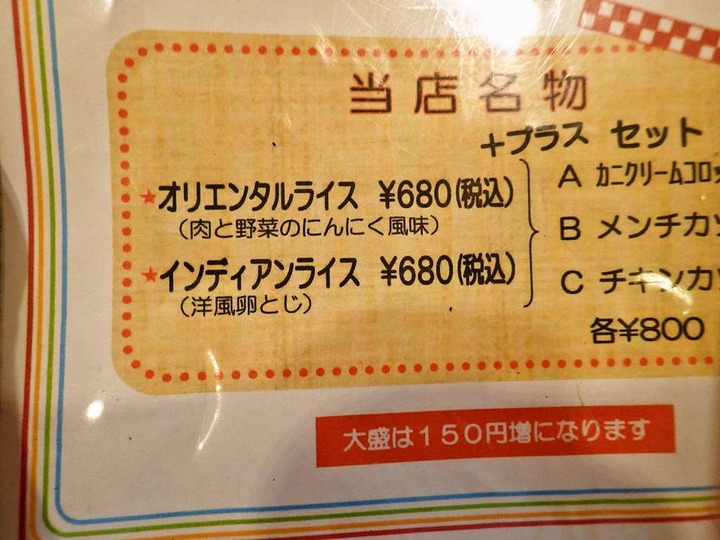 当店名物
+プラス セット
★オリエンタルライス ¥680(税込)
(肉と野菜のにんにく風味)
★インディアンライス ¥680(税込)
(洋風卵とじ)
A カニクリームコロ
B メンチカ
C チキンカ
各¥800
大盛は150円増になります